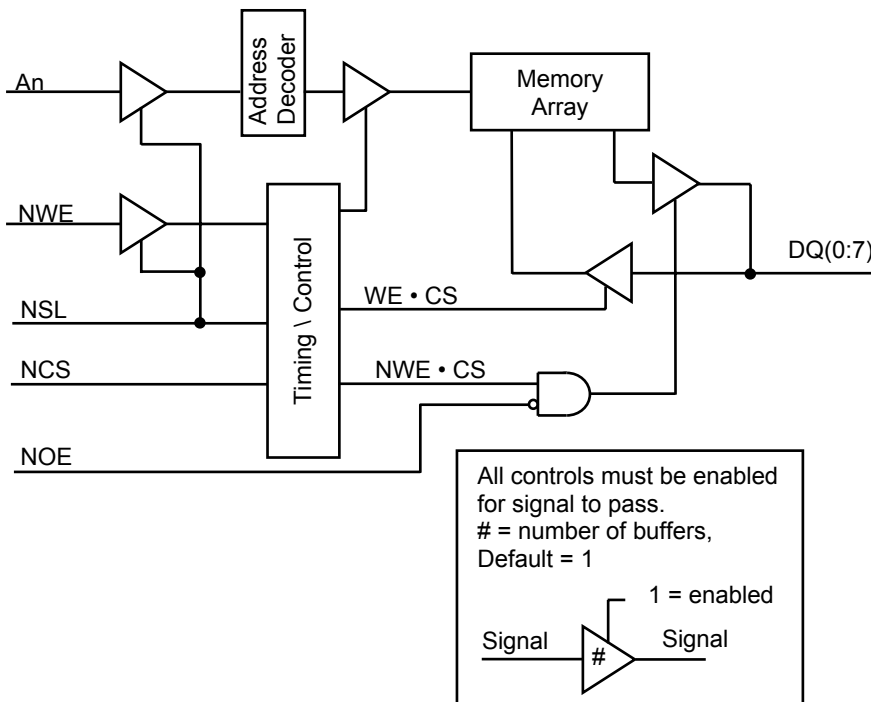 An
Address
Decoder
Memory
Array
NWE
DQ(0:7)
NSL
WE • CS
Timing \ Control
NCS
NWE • CS
NOE
All controls must be enabled
for signal to pass.
# = number of buffers,
Default = 1
1 = enabled
Signal
#
Signal